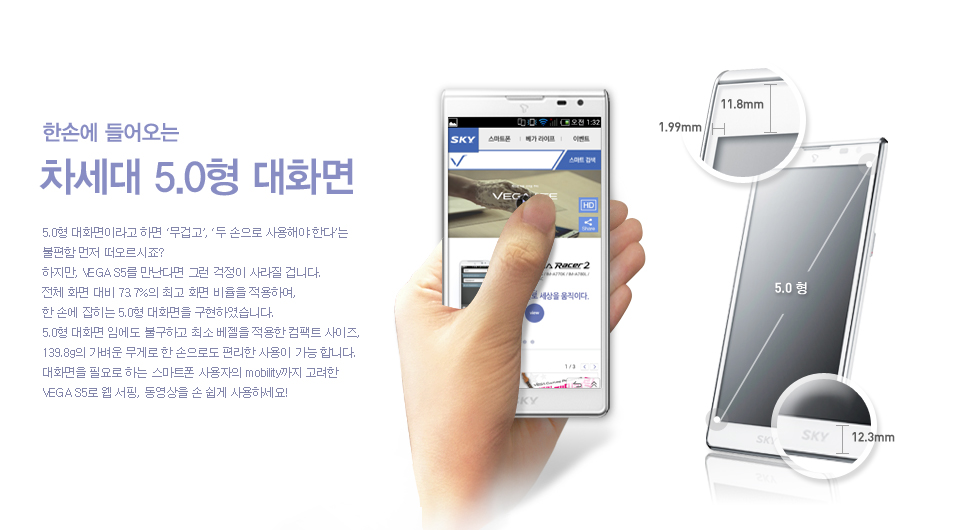 한손에 들어오는
차세대 5.0형 대화면
5.0형 대화면이라고 하면 '무겁고', '두 손으로 사용해야 한다'는
불편함 먼저 떠오르시죠?
하지만, VEGA S5를 만난다면 그런 걱정이 사라질 겁니다.
전체 화면 대비 73.7%의 최고 화면 비율을 적용하여,
한 손에 잡히는 5.0형 대화면을 구현하였습니다.
5.0형 대화면 임에도 불구하고 최소 베젤을 적용한 컴팩트 사이즈,
139.8g의 가벼운 무게로 한 손으로도 편리한 사용이 가능 합니다.
대화면을 필요로 하는 스마트폰 사용자의 mobility까지 고려한
VEGA S5로 웹 서핑, 동영상을 손 쉽게 사용하세요!
오전 1:32
SKY 스마트폰 | 베가 라이프 | 이벤트
스마트 검색
HD
Share
Racer 2
로 세상을 움직이다.
view
1 / 3
SKY
11.8mm
1.99mm
5.0 형
SKY
SKY
12.3mm